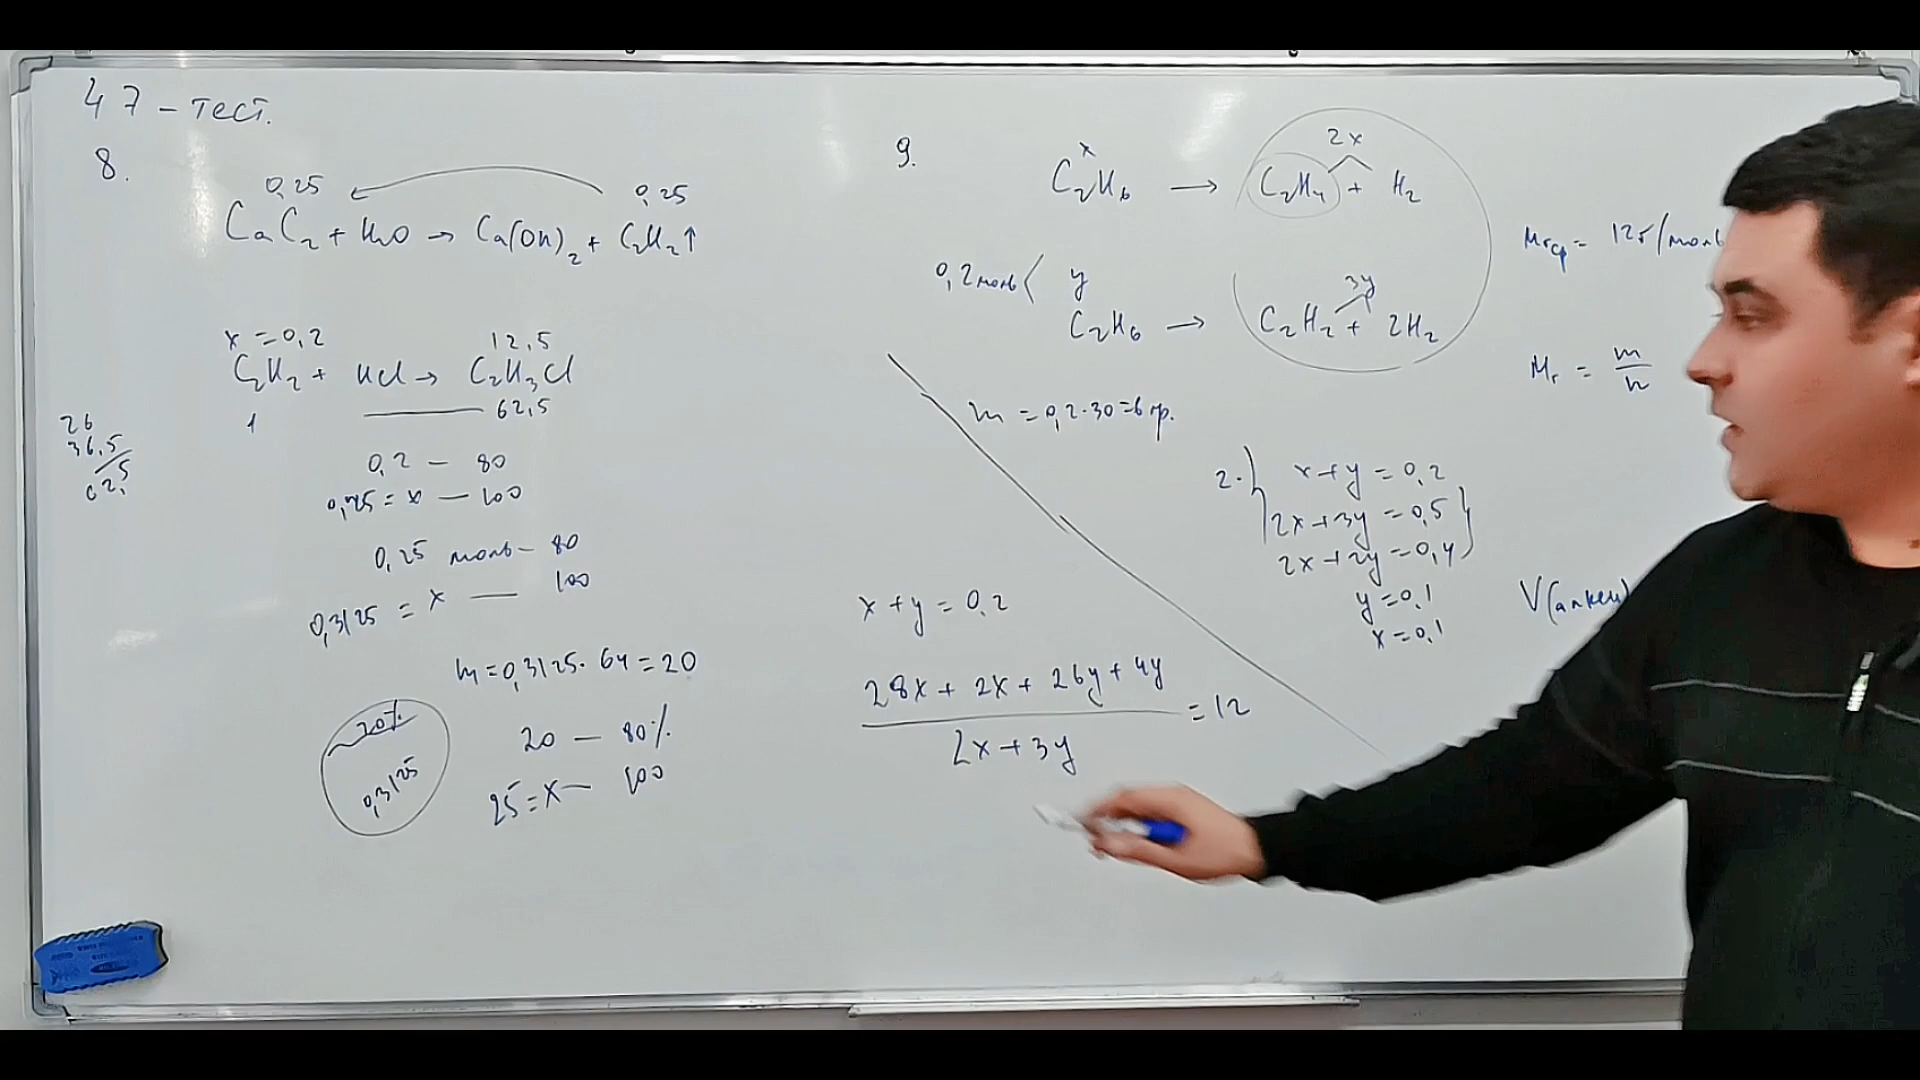 47 - тест.
8.
0,25 0,25
CaC2 + H2O → Ca(OH)2 + C2H2↑
x = 0,2 12,5
C2H2 + HCl → C2H3Cl
1 62,5
26
36,5
62,5
0,2 — 80
0,25 = x — 100
0,25 моль — 80
0,3125 = x — 100
m = 0,3125 · 64 = 20
20%
0,3125
20 — 80%
25 = x — 100
9.
x 2x
C2H6 → C2H4 + H2
0,2 моль y 3y
C2H6 → C2H2 + 2H2
m = 0,2 · 30 = 6 гр.
Mrср = 12г/моль
Mr = m/n
2. x + y = 0,2
2x + 3y = 0,5
2x + 2y = 0,4
y = 0,1
x = 0,1
V(алкен)
x + y = 0,2
28x + 2x + 26y + 4y
= 12
2x + 3y